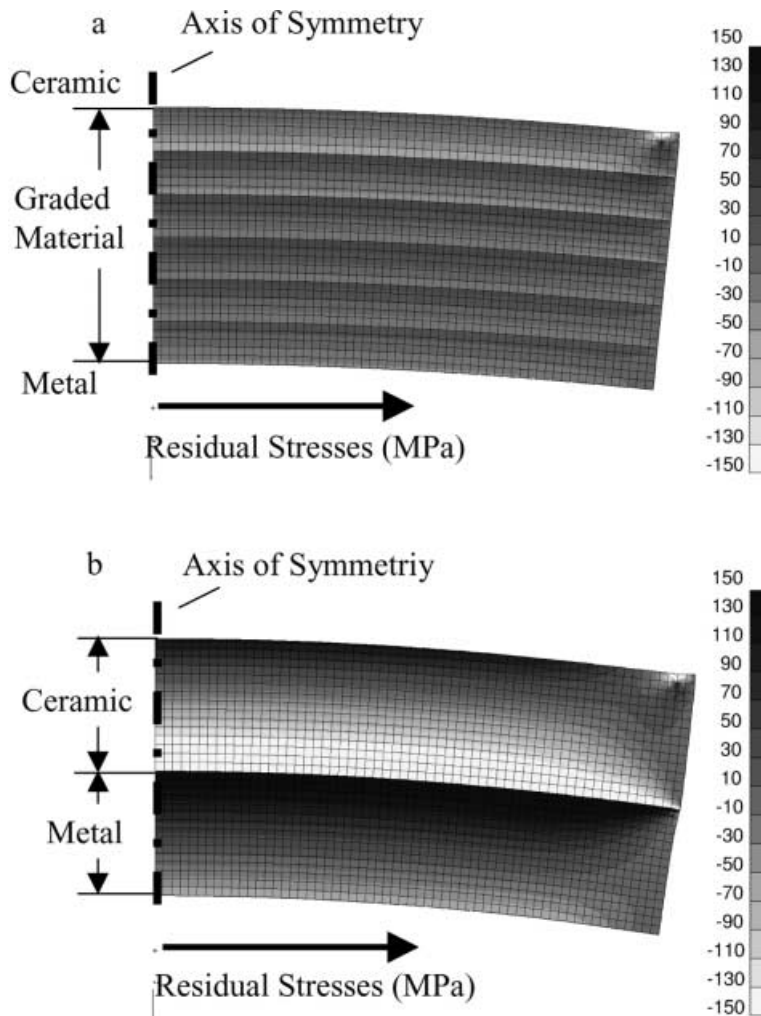 a
Axis of Symmetry
Ceramic
Graded
Material
Metal
Residual Stresses (MPa)
150
130
110
90
70
50
30
10
-10
-30
-50
-70
-90
-110
-130
-150
b
Axis of Symmetriy
Ceramic
Metal
Residual Stresses (MPa)
150
130
110
90
70
50
30
10
-10
-30
-50
-70
-90
-110
-130
-150